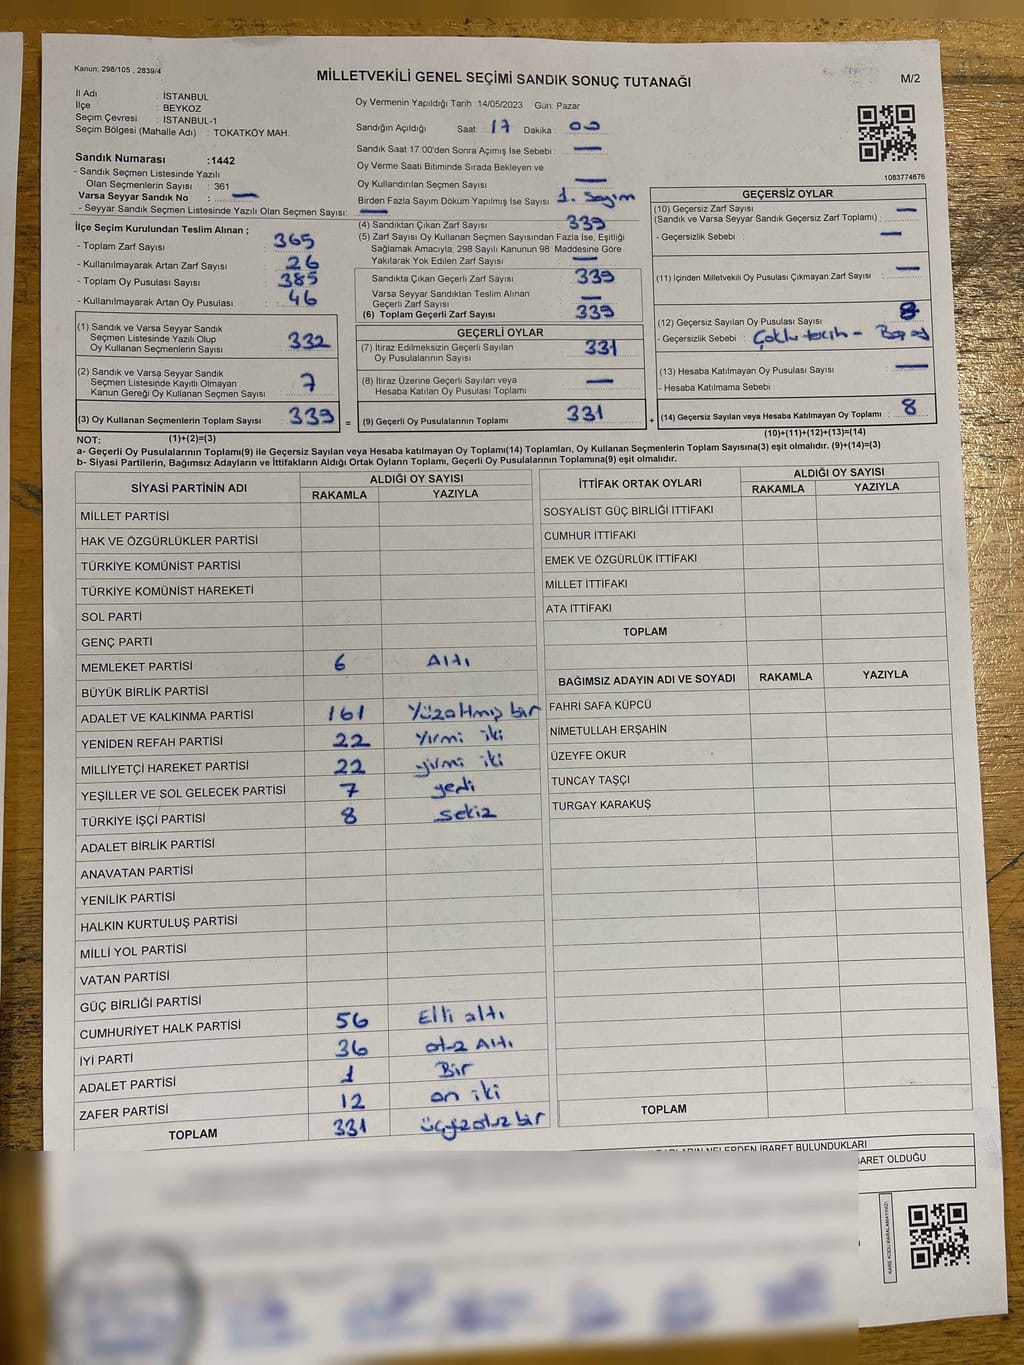 Kanun, 298/105 , 2839/4
MİLLETVEKİLİ GENEL SEÇİMİ SANDIK SONUÇ TUTANAĞI
M/2
İl Adı : İSTANBUL
İlçe : BEYKOZ
Seçim Çevresi : İSTANBUL-1
Seçim Bölgesi (Mahalle Adı) : TOKATKÖY MAH.
Sandık Numarası :1442
- Sandık Seçmen Listesinde Yazılı
Olan Seçmenlerin Sayısı : 361
Varsa Seyyar Sandık No : —
- Seyyar Sandık Seçmen Listesinde Yazılı Olan Seçmen Sayısı: —
Oy Vermenin Yapıldığı Tarih 14/05/2023 Gün: Pazar
Sandığın Açıldığı Saat: 17 Dakika : 00
Sandık Saat 17:00'den Sonra Açımış İse Sebebi : —
Oy Verme Saati Bitiminde Sırada Bekleyen ve
Oy Kullandırılan Seçmen Sayısı : —
Birden Fazla Sayım Döküm Yapılmış İse Sayısı : 1. Sayım
1083774676
İlçe Seçim Kurulundan Teslim Alınan ;
- Toplam Zarf Sayısı : 365
- Kullanılmayarak Artan Zarf Sayısı : 26
- Toplam Oy Pusulası Sayısı : 385
- Kullanılmayarak Artan Oy Pusulası : 46
(4) Sandıktan Çıkan Zarf Sayısı : 339
(5) Zarf Sayısı Oy Kullanan Seçmen Sayısından Fazla İse, Eşitliği
Sağlamak Amacıyla, 298 Sayılı Kanunun 98 Maddesine Göre
Yakılarak Yok Edilen Zarf Sayısı : —
Sandıkta Çıkan Geçerli Zarf Sayısı : 339
Varsa Seyyar Sandıktan Teslim Alınan
Geçerli Zarf Sayısı : —
(6) Toplam Geçerli Zarf Sayısı : 339
GEÇERSİZ OYLAR
(10) Geçersiz Zarf Sayısı
(Sandık ve Varsa Seyyar Sandık Geçersiz Zarf Toplamı) : —
- Geçersizlik Sebebi : —
(11) İçinden Milletvekili Oy Pusulası Çıkmayan Zarf Sayısı : —
(12) Geçersiz Sayılan Oy Pusulası Sayısı : 8
- Geçersizlik Sebebi : Çoklu tercih -
(13) Hesaba Katılmayan Oy Pusulası Sayısı : —
- Hesaba Katılmama Sebebi :
(14) Geçersiz Sayılan veya Hesaba Katılmayan Oy Toplamı : 8
(1) Sandık ve Varsa Seyyar Sandık
Seçmen Listesinde Yazılı Olup
Oy Kullanan Seçmenlerin Sayısı : 332
(2) Sandık ve Varsa Seyyar Sandık
Seçmen Listesinde Kayıtlı Olmayan
Kanun Gereği Oy Kullanan Seçmen Sayısı : 7
(3) Oy Kullanan Seçmenlerin Toplam Sayısı : 339
GEÇERLİ OYLAR
(7) İtiraz Edilmeksizin Geçerli Sayılan
Oy Pusulalarının Sayısı : 331
(8) İtiraz Üzerine Geçerli Sayılan veya
Hesaba Katılan Oy Pusulası Toplamı : —
= (9) Geçerli Oy Pusulalarının Toplamı : 331 +
NOT: (1)+(2)=(3)
(10)+(11)+(12)+(13)=(14)
a- Geçerli Oy Pusulalarının Toplamı(9) ile Geçersiz Sayılan veya Hesaba katılmayan Oy Toplamı(14) Toplamları, Oy Kullanan Seçmenlerin Toplam Sayısına(3) eşit olmalıdır. (9)+(14)=(3)
b- Siyasi Partilerin, Bağımsız Adayların ve İttifakların Aldığı Ortak Oyların Toplamı, Geçerli Oy Pusulalarının Toplamına(9) eşit olmalıdır.
SİYASİ PARTİNİN ADI
ALDIĞI OY SAYISI
RAKAMLA YAZIYLA
MİLLET PARTİSİ
HAK VE ÖZGÜRLÜKLER PARTİSİ
TÜRKİYE KOMÜNİST PARTİSİ
TÜRKİYE KOMÜNİST HAREKETİ
SOL PARTİ
GENÇ PARTİ
MEMLEKET PARTİSİ 6 Altı
BÜYÜK BİRLİK PARTİSİ
ADALET VE KALKINMA PARTİSİ 161 Yüzaltmış bir
YENİDEN REFAH PARTİSİ 22 Yirmi iki
MİLLİYETÇİ HAREKET PARTİSİ 22 yirmi iki
YEŞİLLER VE SOL GELECEK PARTİSİ 7 yedi
TÜRKİYE İŞÇİ PARTİSİ 8 sekiz
ADALET BİRLİK PARTİSİ
ANAVATAN PARTİSİ
YENİLİK PARTİSİ
HALKIN KURTULUŞ PARTİSİ
MİLLİ YOL PARTİSİ
VATAN PARTİSİ
GÜÇ BİRLİĞİ PARTİSİ
CUMHURİYET HALK PARTİSİ 56 Elli altı
İYİ PARTİ 36 otuz Altı
ADALET PARTİSİ 1 Bir
ZAFER PARTİSİ 12 on iki
TOPLAM 331 üçyüzotuz bir
İTTİFAK ORTAK OYLARI
ALDIĞI OY SAYISI
RAKAMLA YAZIYLA
SOSYALİST GÜÇ BİRLİĞİ İTTİFAKI
CUMHUR İTTİFAKI
EMEK VE ÖZGÜRLÜK İTTİFAKI
MİLLET İTTİFAKI
ATA İTTİFAKI
TOPLAM
BAĞIMSIZ ADAYIN ADI VE SOYADI RAKAMLA YAZIYLA
FAHRİ SAFA KÜPCÜ
NİMETULLAH ERŞAHİN
ÜZEYFE OKUR
TUNCAY TAŞÇI
TURGAY KARAKUŞ
TOPLAM
NELERDEN İBARET BULUNDUKLARI
OLDUĞU
KARE KODU KARALAMAYINIZ!